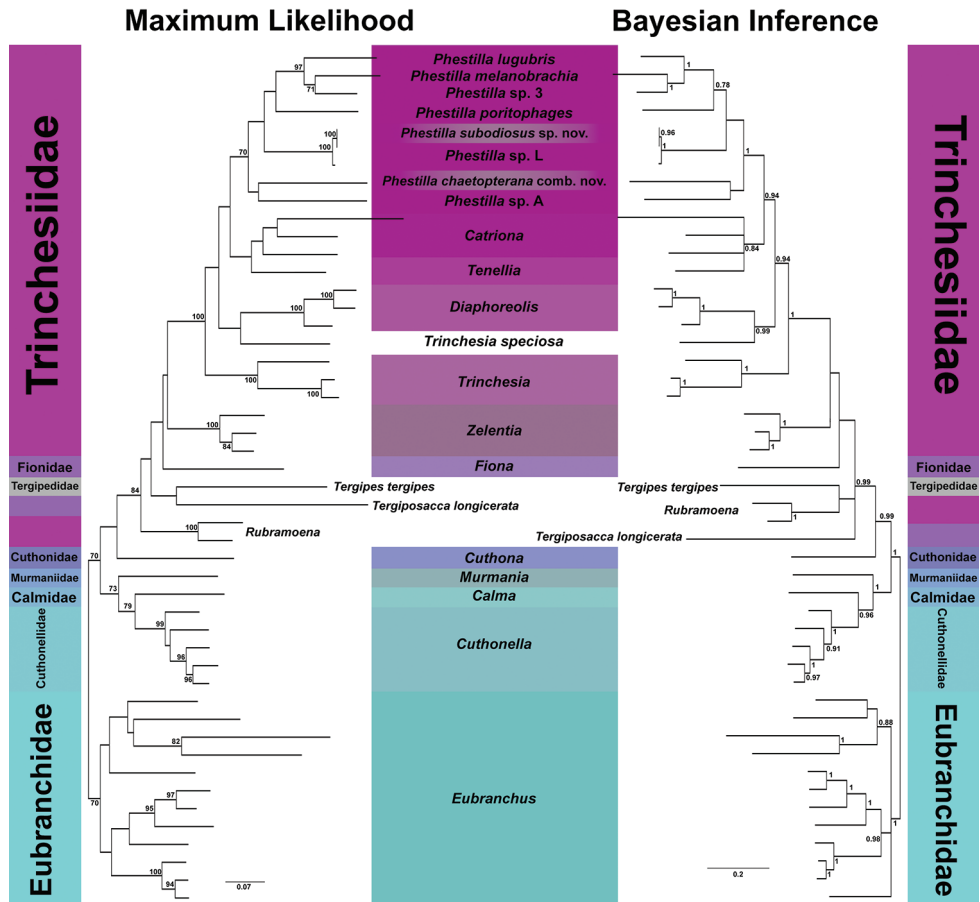 Maximum Likelihood
Bayesian Inference
Trinchesiidae
Fionidae
Tergipedidae
Cuthonidae
Murmaniidae
Calmidae
Cuthonellidae
Eubranchidae
97
71
100
100
70
100
100
100
100
100
84
84
100
70
73
79
99
96
96
82
70
97
95
100
94
0.07
Phestilla lugubris
Phestilla melanobrachia
Phestilla sp. 3
Phestilla poritophages
Phestilla subodiosus sp. nov.
Phestilla sp. L
Phestilla chaetopterana comb. nov.
Phestilla sp. A
Catriona
Tenellia
Diaphoreolis
Trinchesia speciosa
Trinchesia
Zelentia
Fiona
Tergipes tergipes
Tergiposacca longicerata
Rubramoena
Cuthona
Murmania
Calma
Cuthonella
Eubranchus
Tergipes tergipes
Rubramoena
Tergiposacca longicerata
1
0.78
1
0.96
1
1
0.94
0.84
0.94
1
1
0.99
1
1
1
1
1
0.99
1
0.99
1
1
0.96
1
0.91
1
0.97
0.88
1
1
1
1
1
0.98
1
1
0.2
Trinchesiidae
Fionidae
Tergipedidae
Cuthonidae
Murmaniidae
Calmidae
Cuthonellidae
Eubranchidae